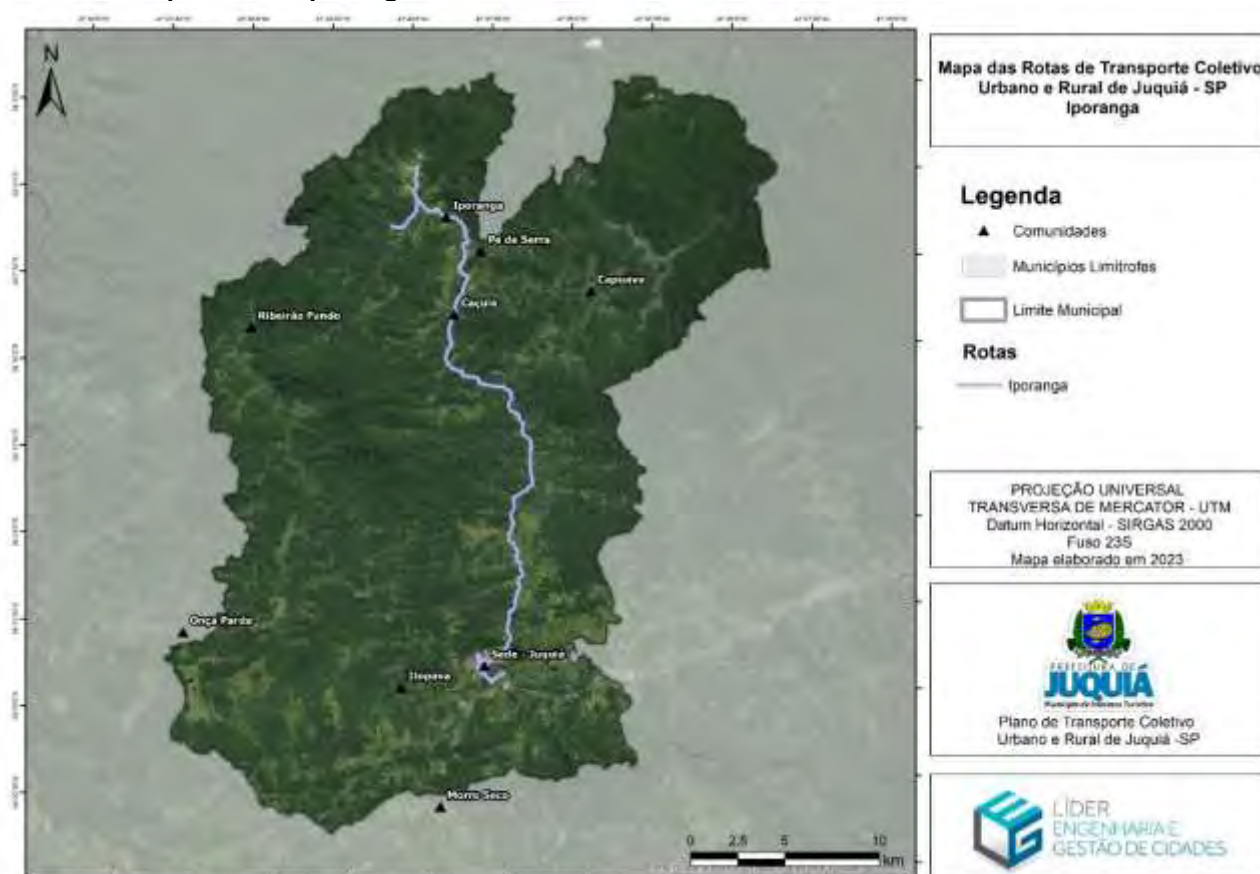 N
Iporanga
Pé da Serra
Capuava
Ribeirão Fundo
Onça Parda
Sede - Juquiá
Morro Seco
0 2,5 5 10
km
Mapa das Rotas de Transporte Coletivo
Urbano e Rural de Juquiá - SP
Iporanga
Legenda
Comunidades
Municípios Limítrofes
Limite Municipal
Rotas
Iporanga
PROJEÇÃO UNIVERSAL
TRANSVERSA DE MERCATOR - UTM
Datum Horizontal - SIRGAS 2000
Fuso 23S
Mapa elaborado em 2023
PREFEITURA DE
JUQUIÁ
Plano de Transporte Coletivo
Urbano e Rural de Juquiá -SP
LÍDER
ENGENHARIA E
GESTÃO DE CIDADES